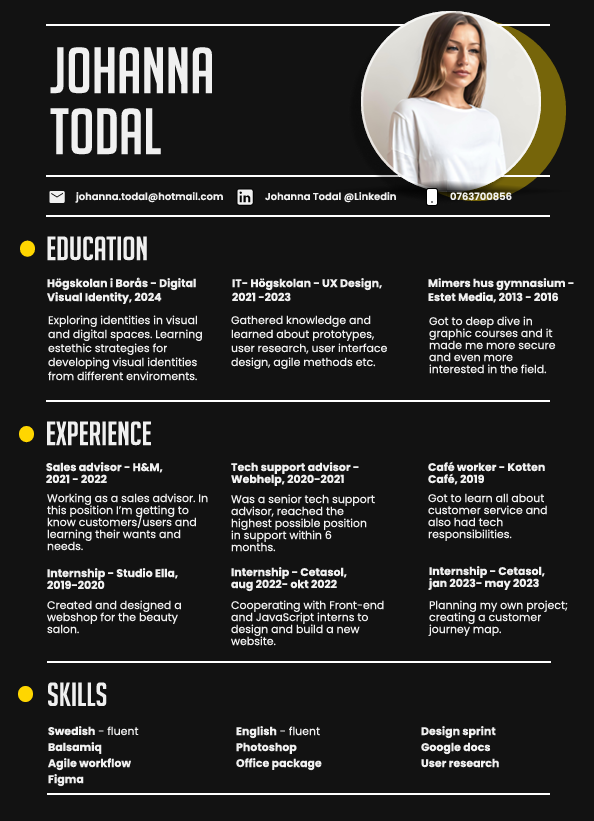 JOHANNA
TODAL
johanna.todal@hotmail.com
Johanna Todal @Linkedin
0763700856
EDUCATION
Högskolan i Borås - Digital
Visual Identity, 2024
Exploring identities in visual
and digital spaces. Learning
estethic strategies for
developing visual identities
from different enviroments.
IT- Högskolan - UX Design,
2021 -2023
Gathered knowledge and
learned about prototypes,
user research, user interface
design, agile methods etc.
Mimers hus gymnasium -
Estet Media, 2013 - 2016
Got to deep dive in
graphic courses and it
made me more secure
and even more
interested in the field.
EXPERIENCE
Sales advisor - H&M,
2021 - 2022
Working as a sales advisor. In
this position I'm getting to
know customers/users and
learning their wants and
needs.
Tech support advisor -
Webhelp, 2020-2021
Was a senior tech support
advisor, reached the
highest possible position
in support within 6
months.
Café worker - Kotten
Café, 2019
Got to learn all about
customer service and
also had tech
responsibilities.
Internship - Studio Ella,
2019-2020
Created and designed a
webshop for the beauty
salon.
Internship - Cetasol,
aug 2022- okt 2022
Cooperating with Front-end
and JavaScript interns to
design and build a new
website.
Internship - Cetasol,
jan 2023- may 2023
Planning my own project;
creating a customer
journey map.
SKILLS
Swedish - fluent
Balsamiq
Agile workflow
Figma
English - fluent
Photoshop
Office package
Design sprint
Google docs
User research